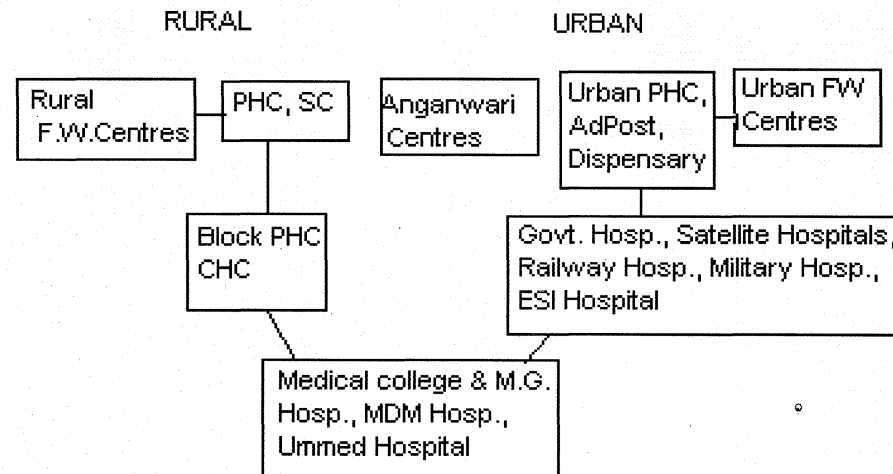 RURAL
URBAN
Rural
F.W.Centres
PHC, SC
Anganwari
Centres
Urban PHC,
AdPost,
Dispensary
Urban FW
Centres
Block PHC
CHC
Govt. Hosp., Satellite Hospitals,
Railway Hosp., Military Hosp.,
ESI Hospital
Medical college & M.G.
Hosp., MDM Hosp.,
Ummed Hospital